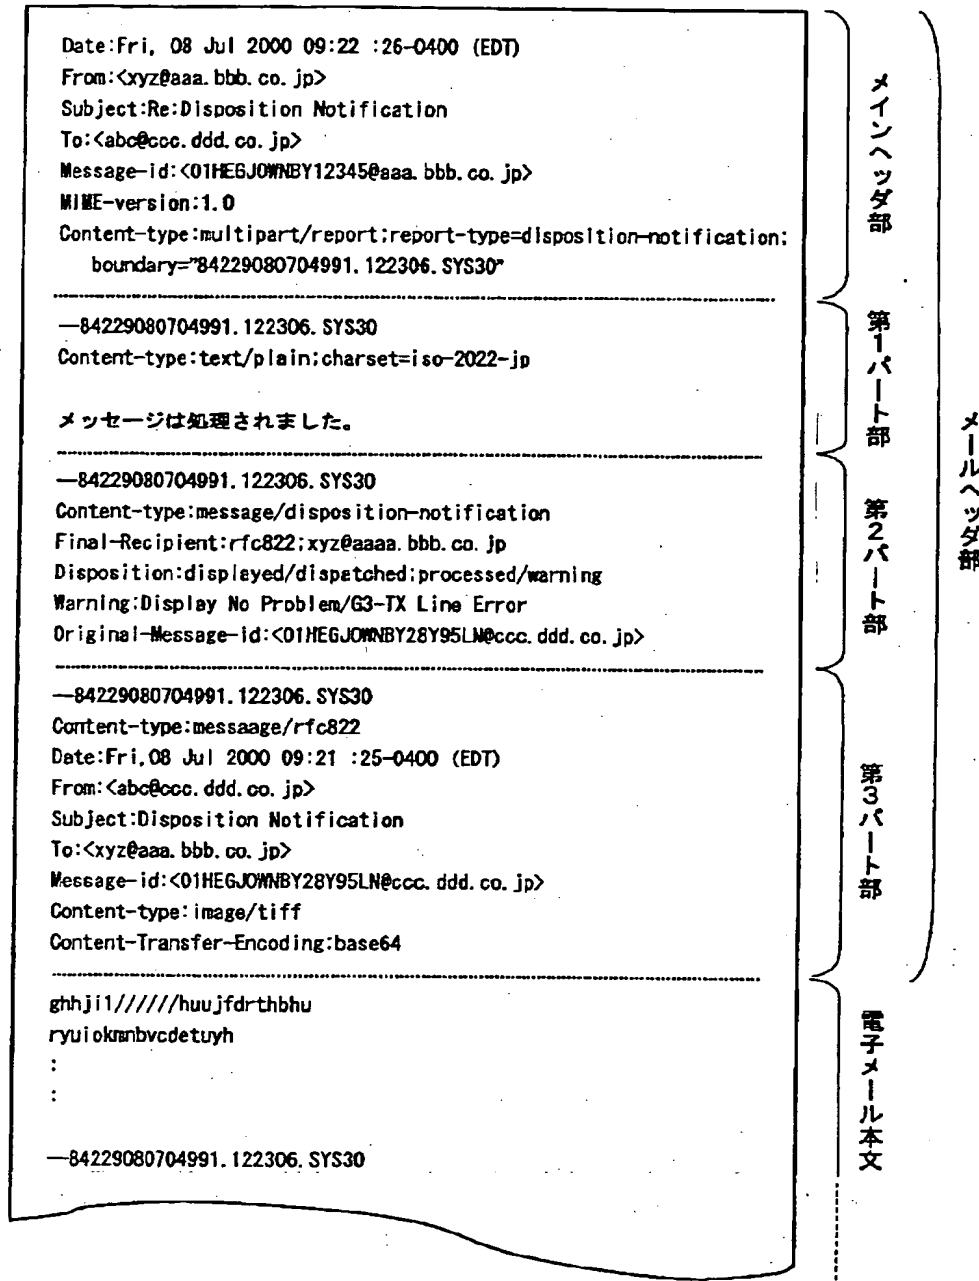 Date:Fri, 08 Jul 2000 09:22 :26-0400 (EDT)
From:<xyz@aaa.bbb.co.jp>
Subject:Re:Disposition Notification
To:<abc@ccc.ddd.co.jp>
Message-id:<01HEGJOWNBY12345@aaa.bbb.co.jp>
MIME-version:1.0
Content-type:multipart/report;report-type=disposition-notification;
boundary="84229080704991.122306.SYS30"
メインヘッダ部
—84229080704991.122306.SYS30
Content-type:text/plain;charset=iso-2022-jp
メッセージは処理されました。
第1パート部
—84229080704991.122306.SYS30
Content-type:message/disposition-notification
Final-Recipient:rfc822;xyz@aaaa.bbb.co.jp
Disposition:displayed/dispatched;processed/warning
Warning:Display No Problem/G3-TX Line Error
Original-Message-id:<01HEGJOWNBY28Y95LN@ccc.ddd.co.jp>
第2パート部
—84229080704991.122306.SYS30
Content-type:messaage/rfc822
Date:Fri,08 Jul 2000 09:21 :25-0400 (EDT)
From:<abc@ccc.ddd.co.jp>
Subject:Disposition Notification
To:<xyz@aaa.bbb.co.jp>
Message-id:<01HEGJOWNBY28Y95LN@ccc.ddd.co.jp>
Content-type:image/tiff
Content-Transfer-Encoding:base64
第3パート部
メールヘッダ部
ghhji1//////huujfdrthbhu
ryuiokmnbvcdetuyh
:
:
—84229080704991.122306.SYS30
電子メール本文